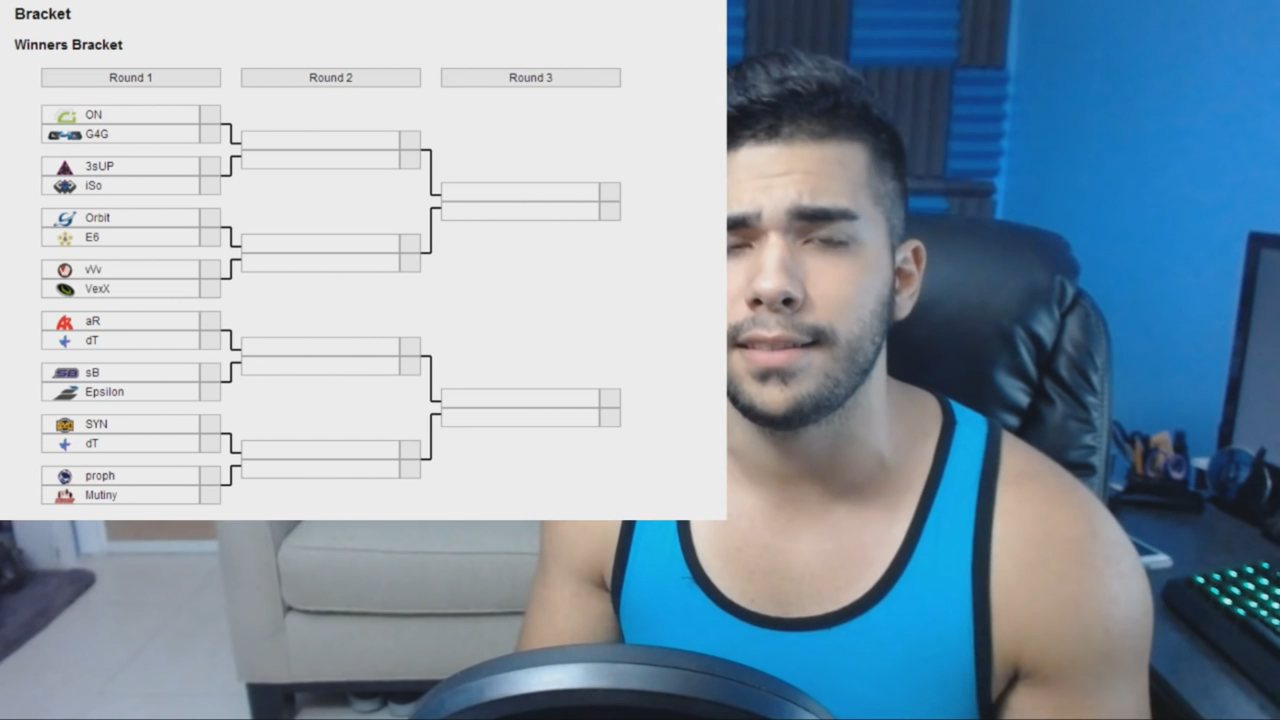 Bracket
Winners Bracket
Round 1 Round 2 Round 3
ON
G4G
3sUP
iSo
Orbit
E6
vVv
VexX
aR
dT
sB
Epsilon
SYN
dT
proph
Mutiny